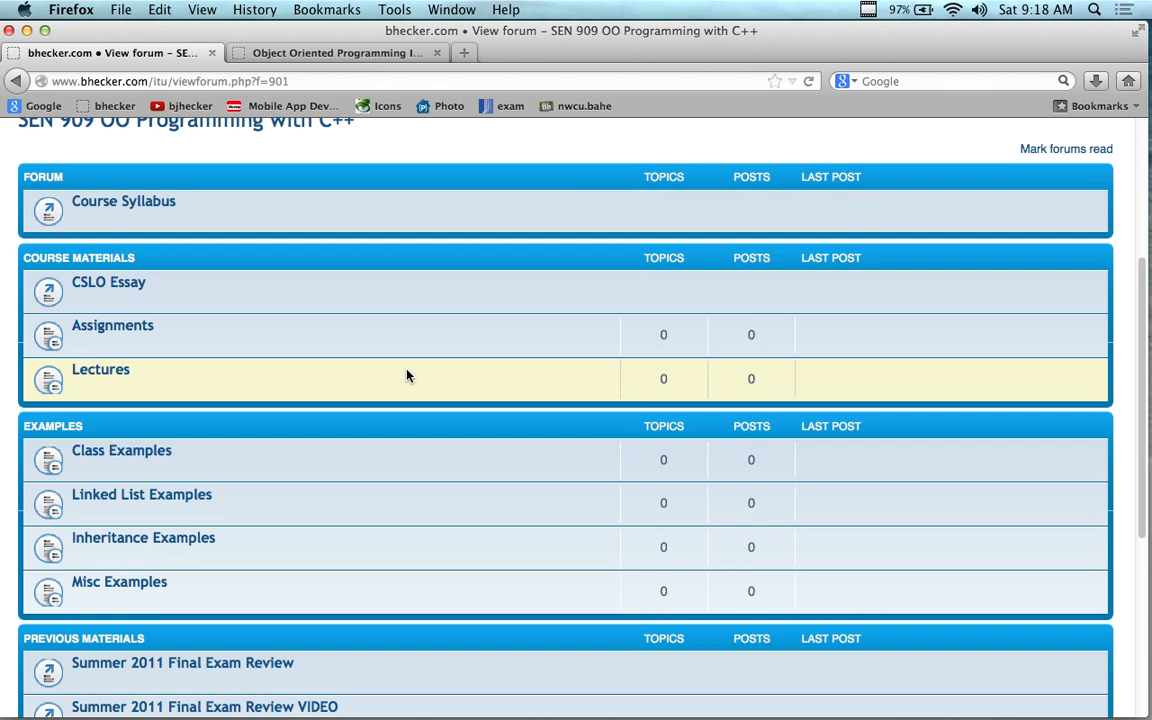 Firefox File Edit View History Bookmarks Tools Window Help 97% Sat 9:18 AM
bhecker.com • View forum – SEN 909 OO Programming with C++
bhecker.com • View forum – SE... Object Oriented Programming I...
www.bhecker.com/itu/viewforum.php?f=901 Google
Google bhecker bjhecker Mobile App Dev... Icons Photo exam nwcu.bahe Bookmarks
SEN 909 OO Programming with C++
Mark forums read
FORUM TOPICS POSTS LAST POST
Course Syllabus
COURSE MATERIALS TOPICS POSTS LAST POST
CSLO Essay
Assignments 0 0
Lectures 0 0
EXAMPLES TOPICS POSTS LAST POST
Class Examples 0 0
Linked List Examples 0 0
Inheritance Examples 0 0
Misc Examples 0 0
PREVIOUS MATERIALS TOPICS POSTS LAST POST
Summer 2011 Final Exam Review
Summer 2011 Final Exam Review VIDEO